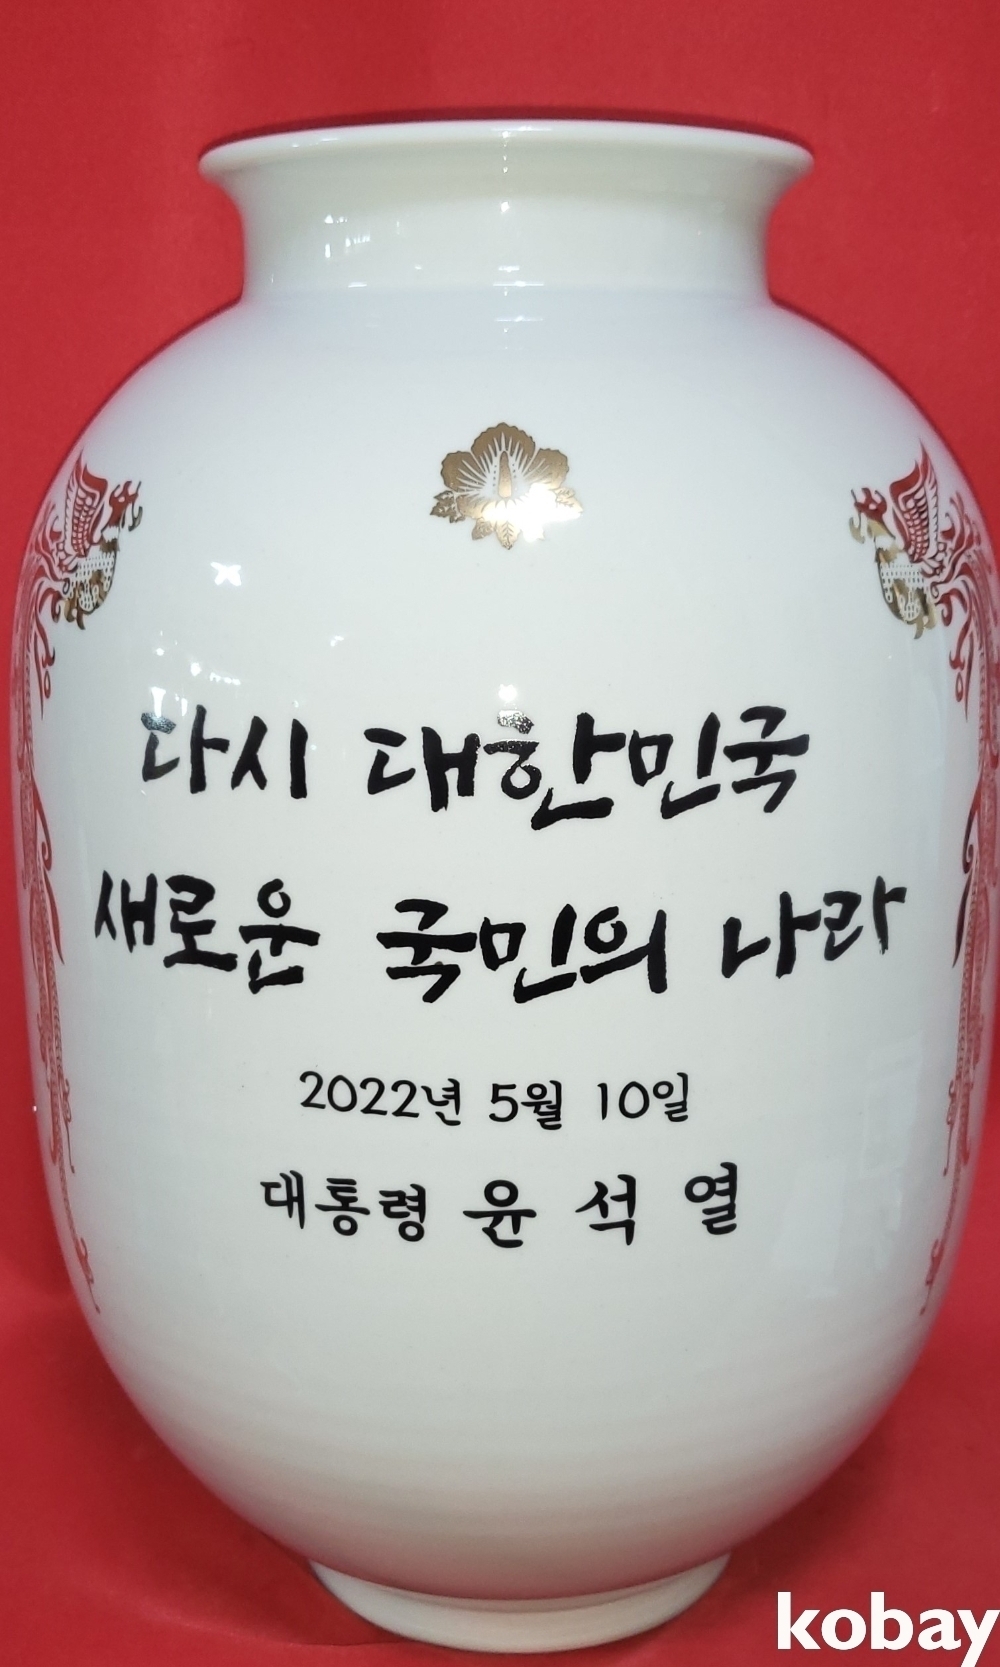 다시 대한민국
새로운 국민의 나라
2022년 5월 10일
대통령 윤 석 열
kobay